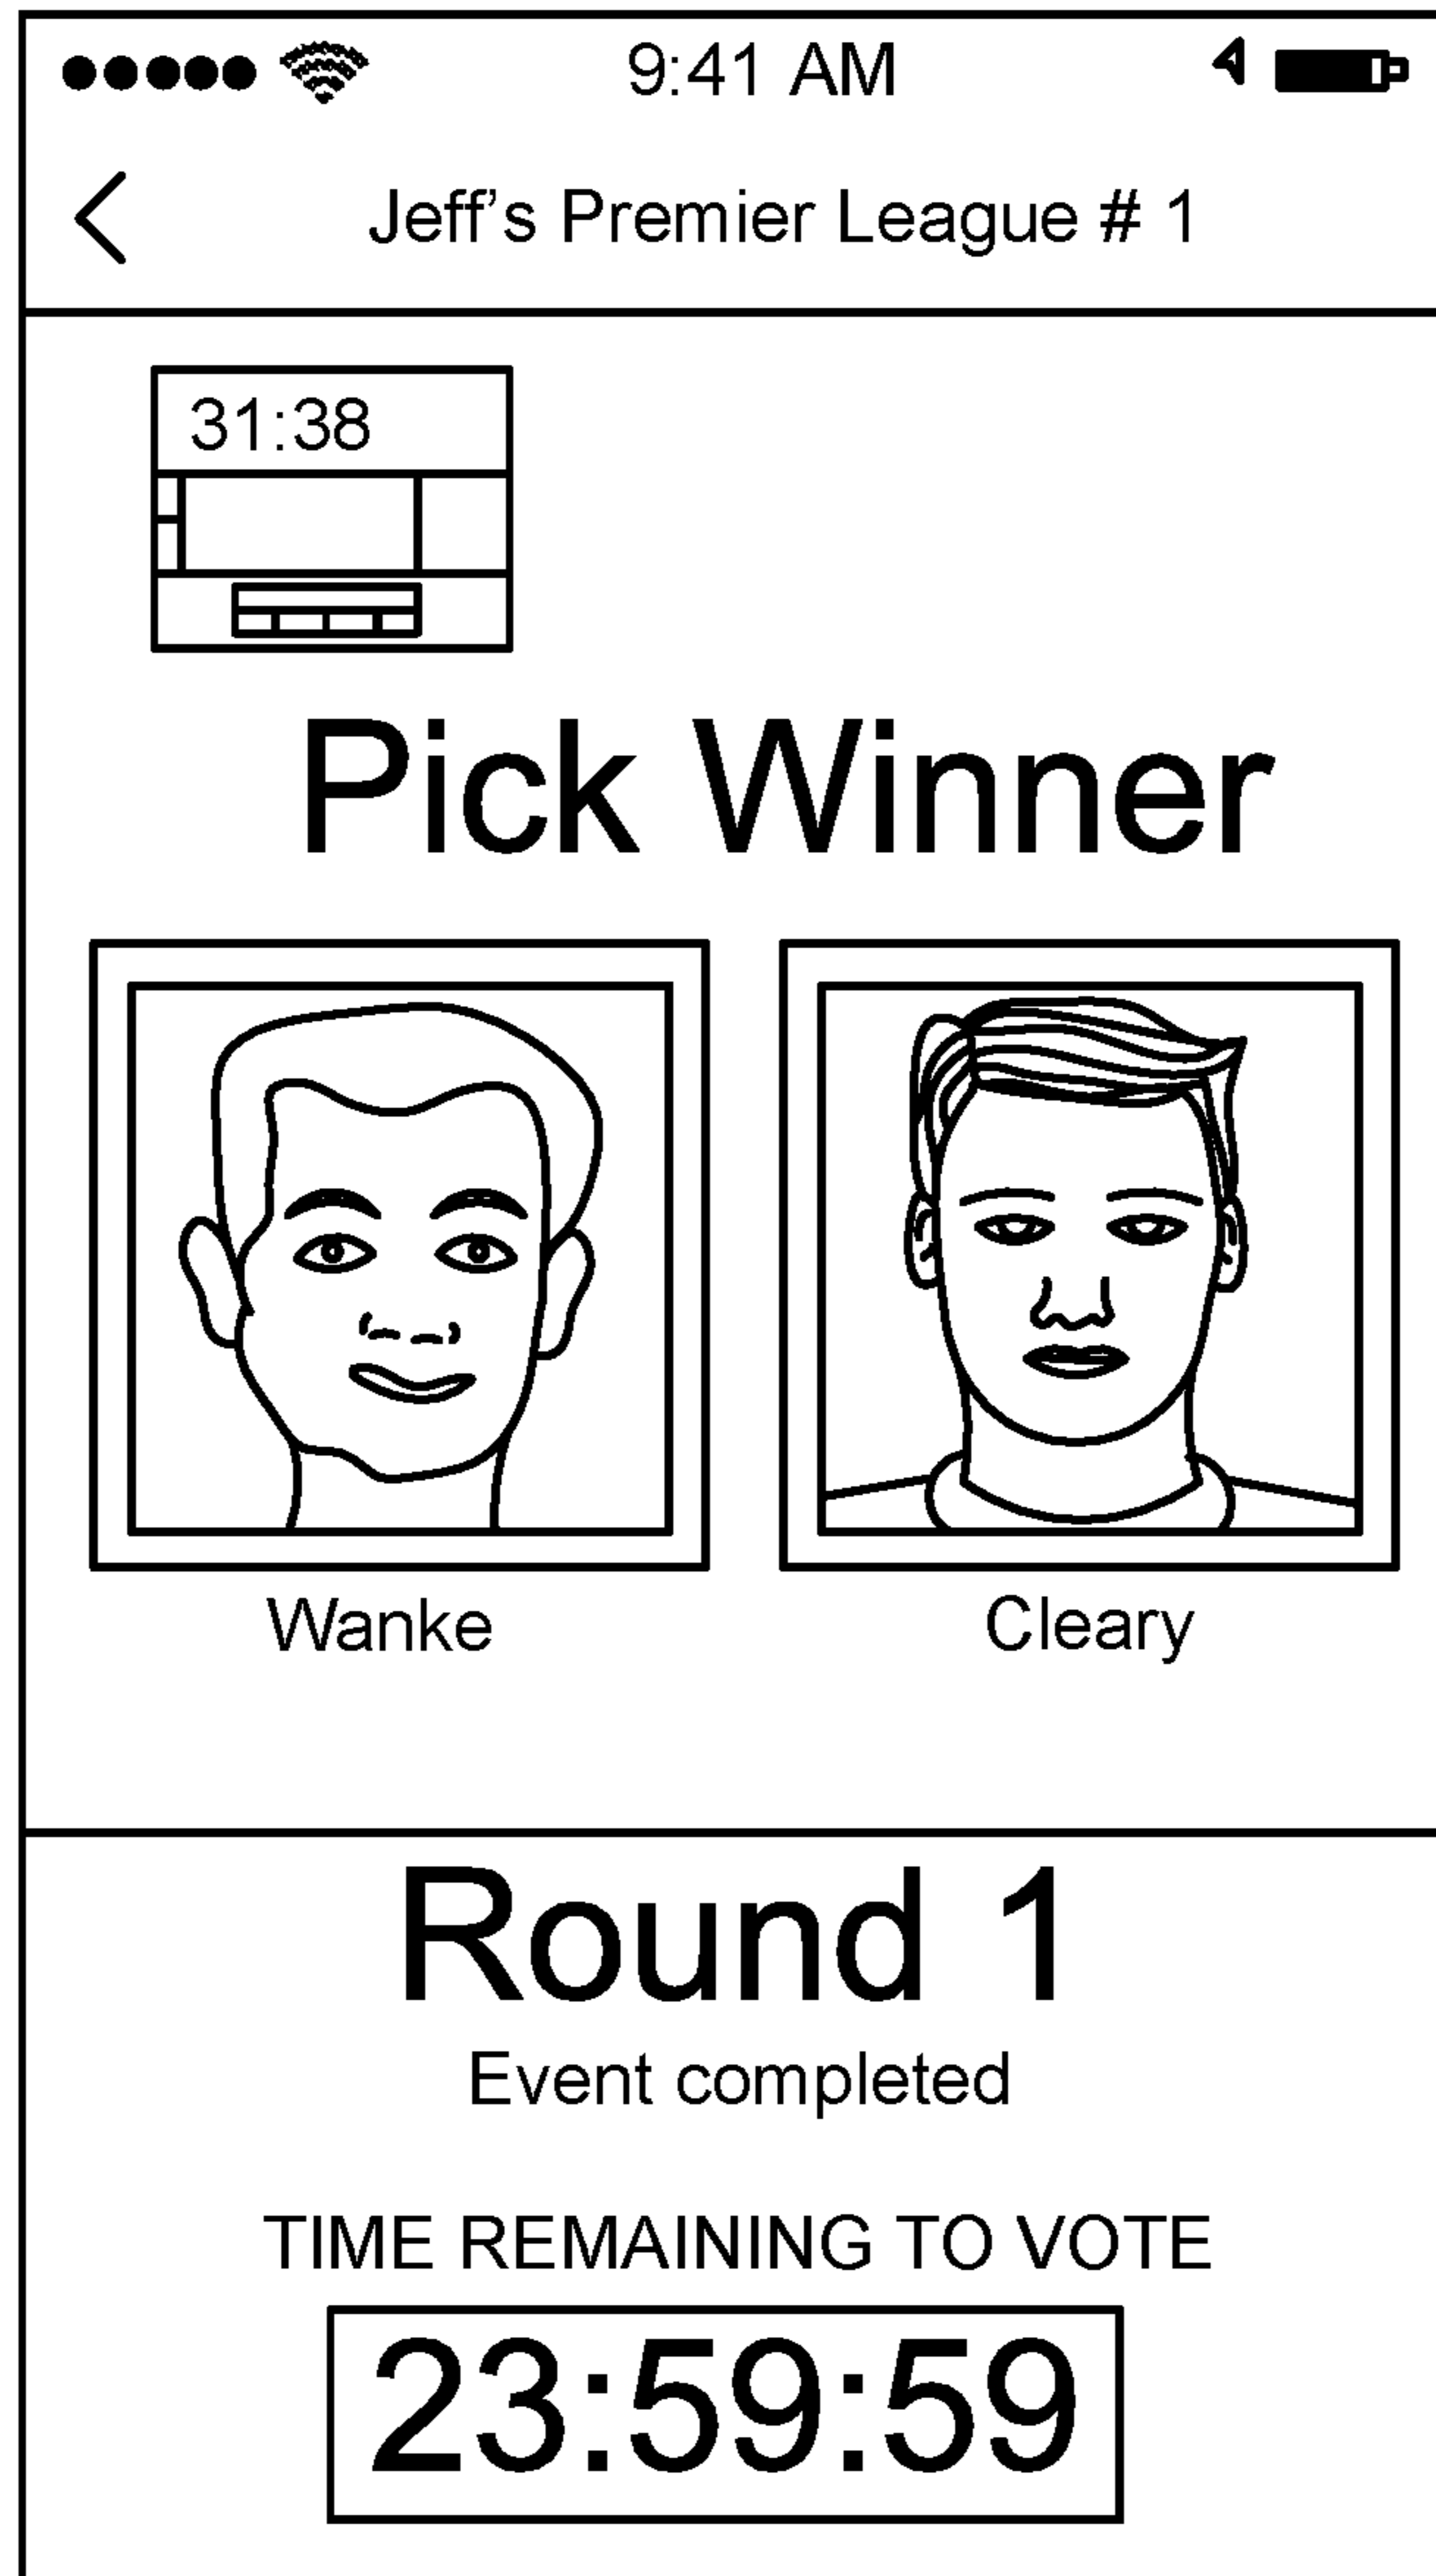 9:41 AM
Jeff's Premier League # 1
31:38
Pick Winner
Wanke
Cleary
Round 1
Event completed
TIME REMAINING TO VOTE
23:59:59